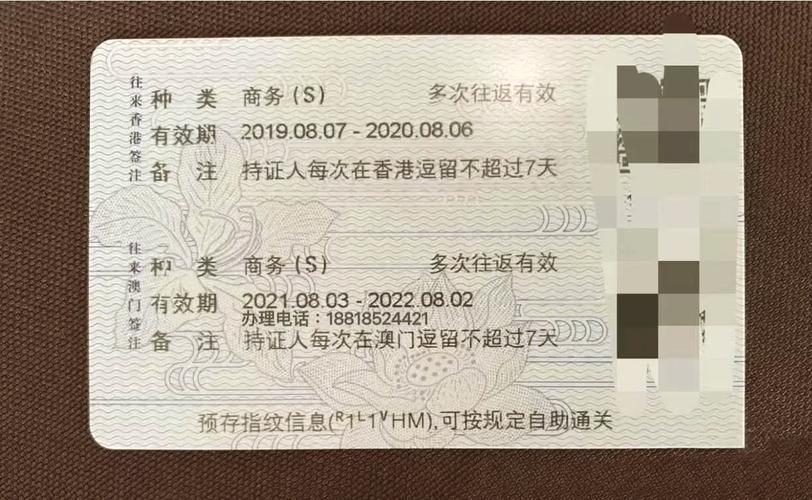 往来香港签注
种 类 商务(S) 多次往返有效
有效期 2019.08.07 - 2020.08.06
备 注 持证人每次在香港逗留不超过7天
往来澳门签注
种 类 商务(S) 多次往返有效
有效期 2021.08.03 - 2022.08.02
办理电话：18818524421
备 注 持证人每次在澳门逗留不超过7天
预存指纹信息(R1L1VHM),可按规定自助通关